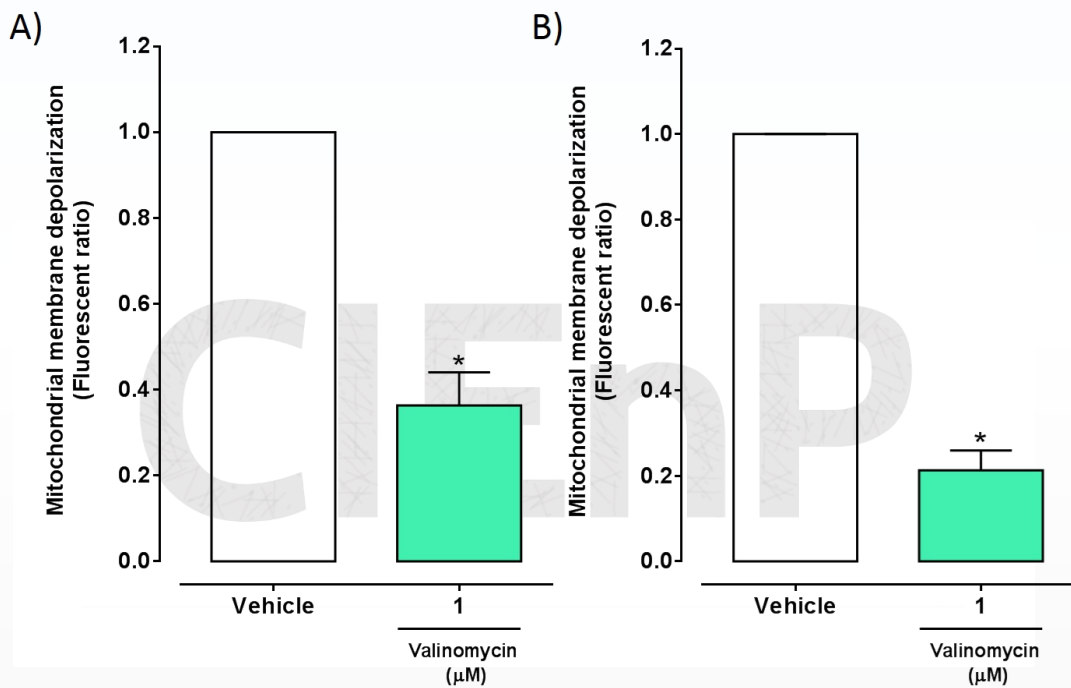 A)
Mitochondrial membrane depolarization
(Fluorescent ratio)
1.2
1.0
0.8
0.6
0.4
0.2
0.0
*
Vehicle
1
Valinomycin
(μM)
B)
Mitochondrial membrane depolarization
(Fluorescent ratio)
1.2
1.0
0.8
0.6
0.4
0.2
0.0
*
Vehicle
1
Valinomycin
(μM)
CIEnP